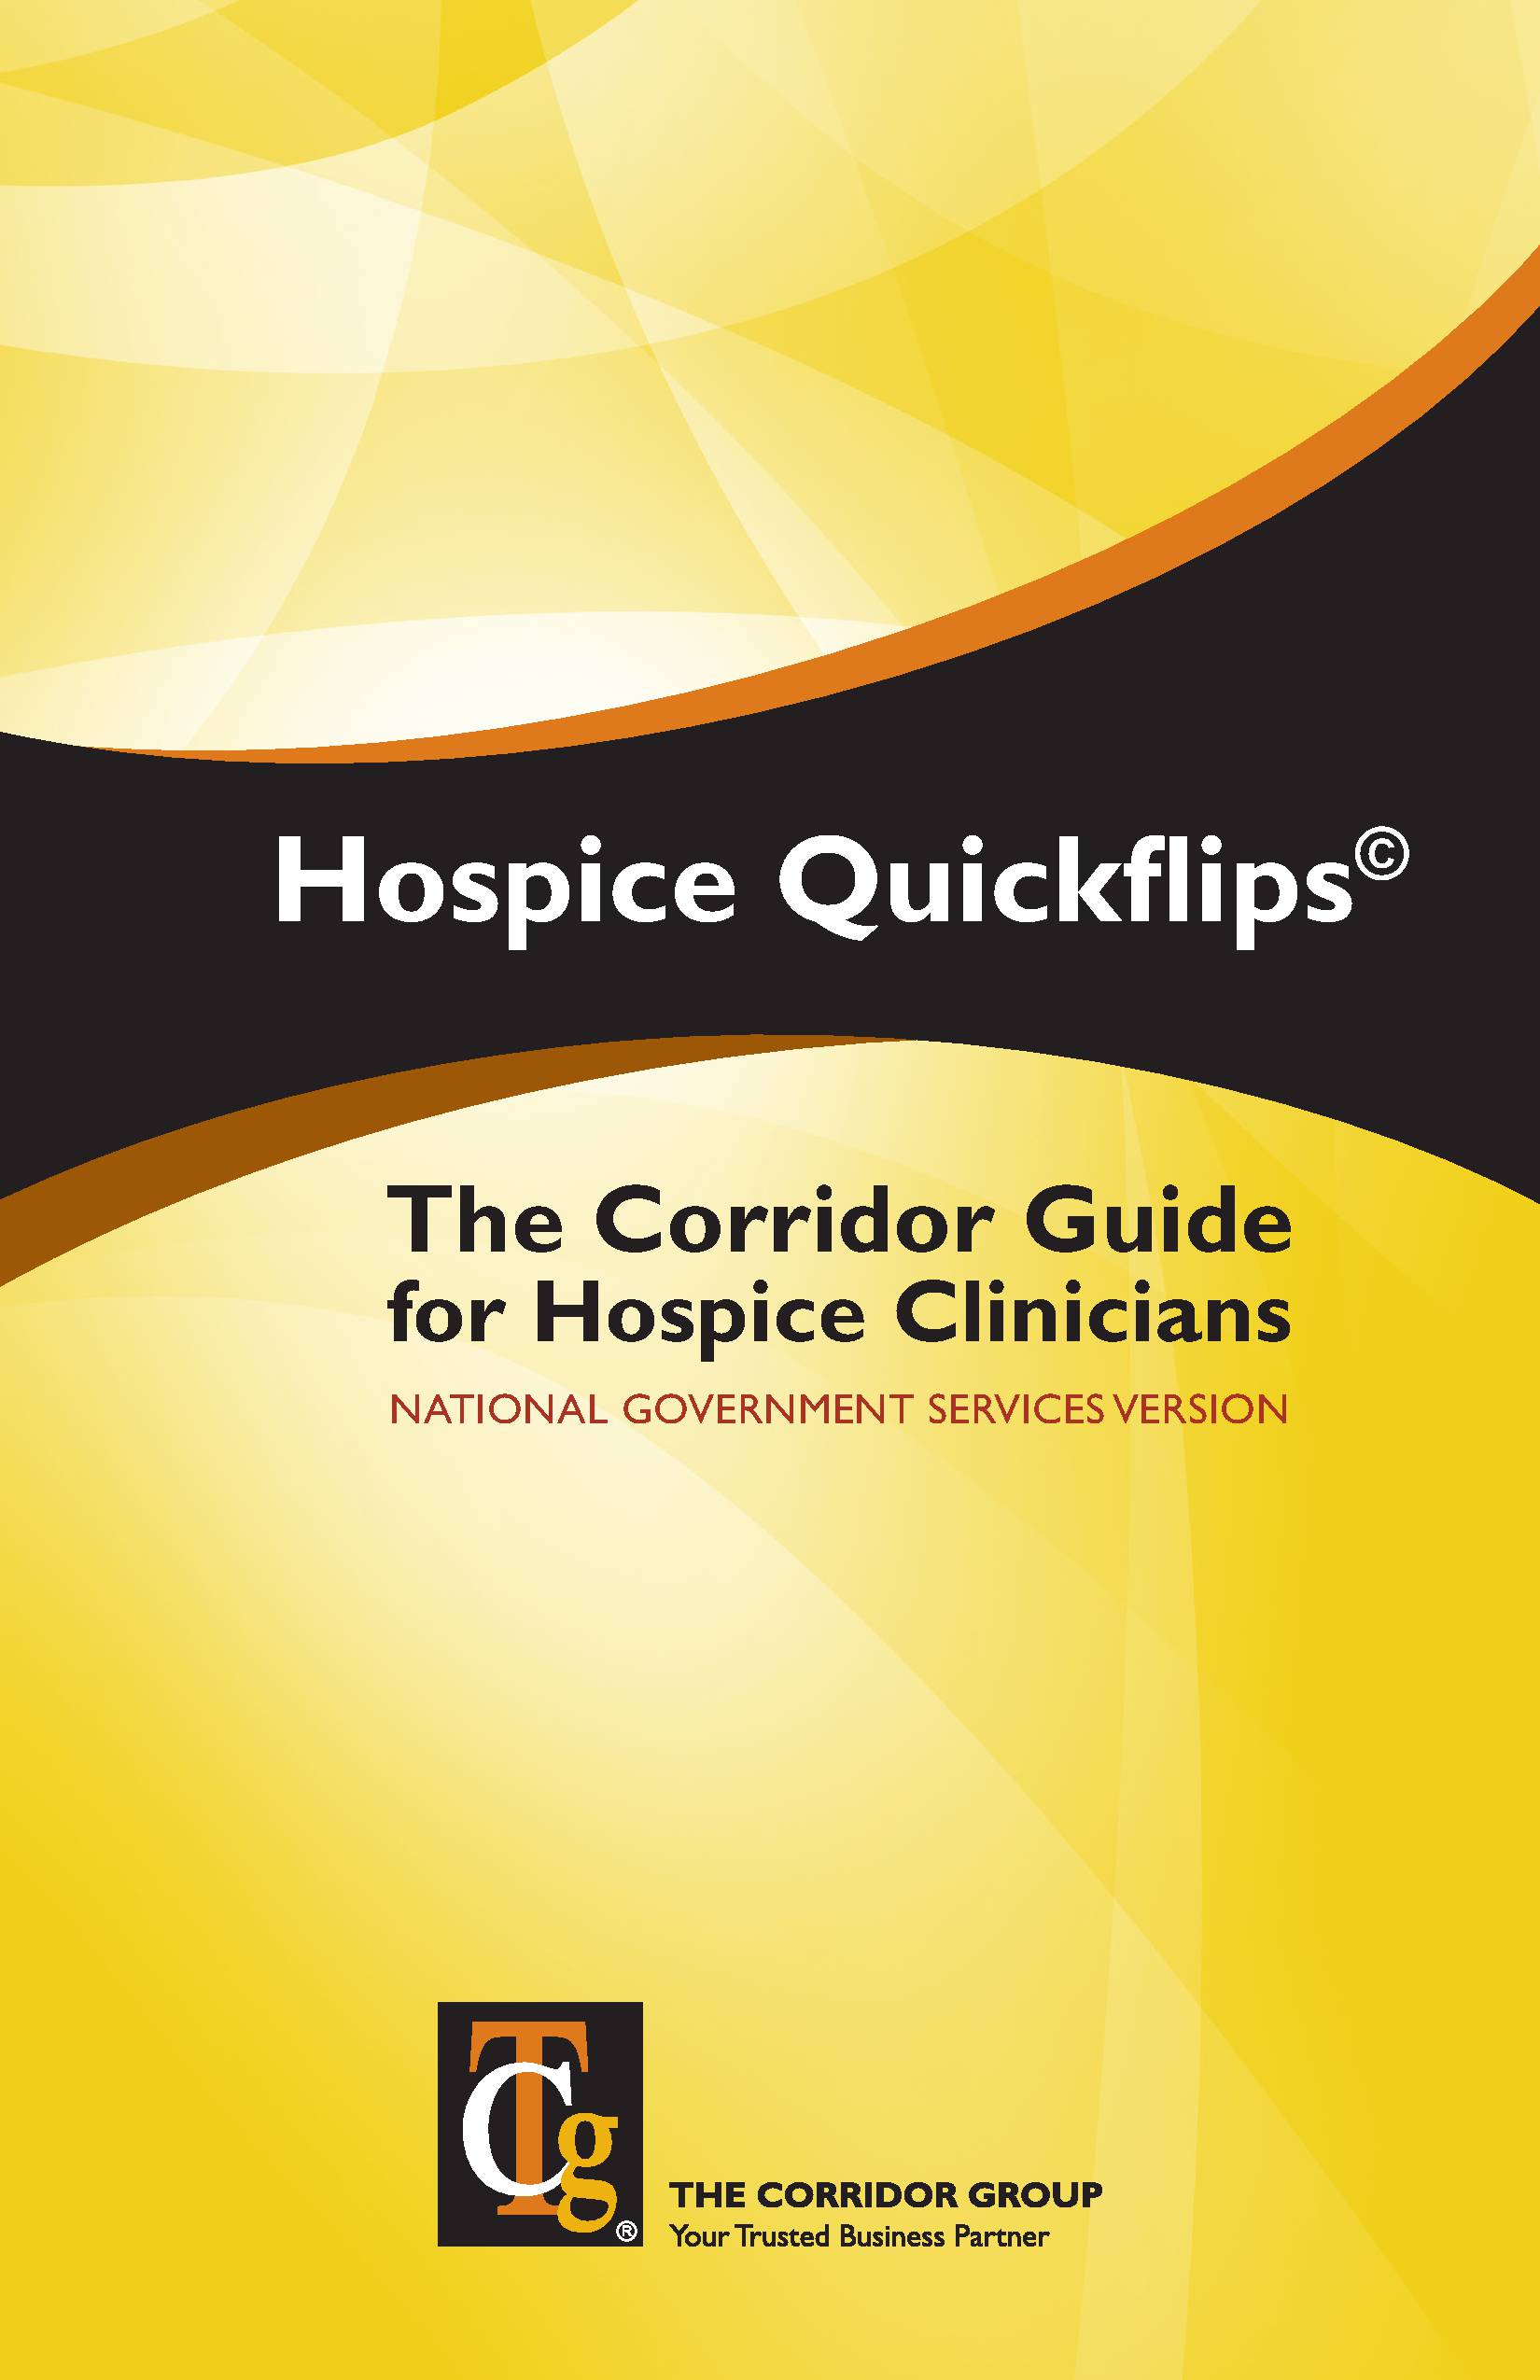 Hospice Quickflips©
The Corridor Guide
for Hospice Clinicians
NATIONAL GOVERNMENT SERVICES VERSION
TCg®
THE CORRIDOR GROUP
Your Trusted Business Partner